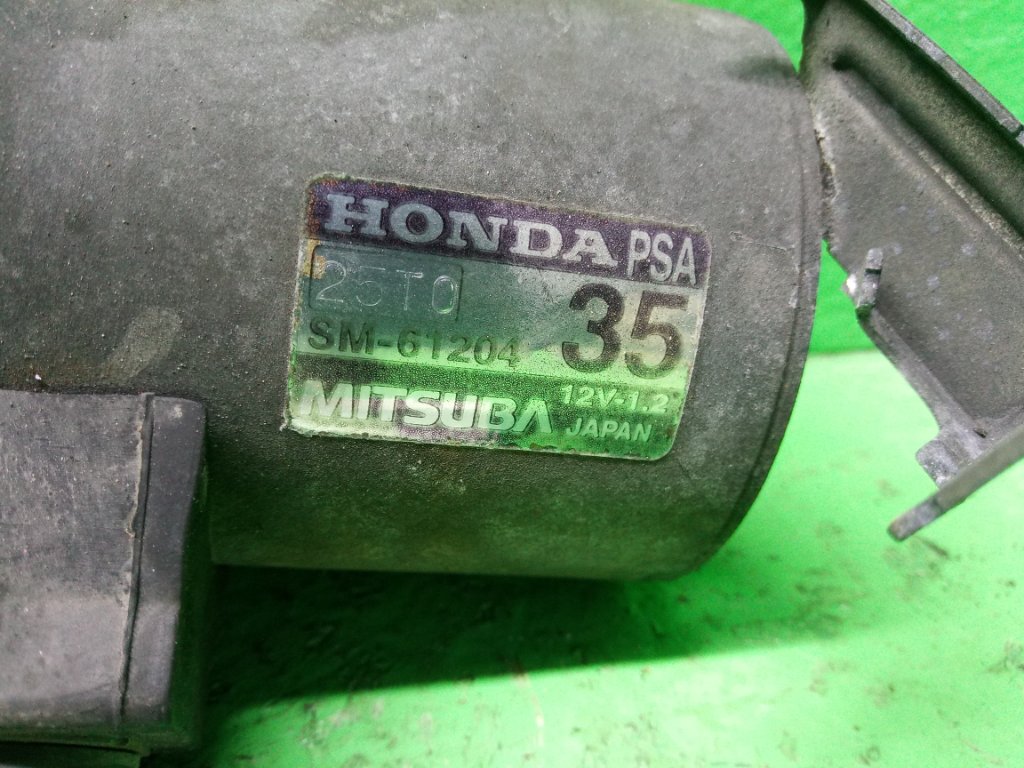 HONDA PSA
25T0
SM-61204 35
MITSUBA 12V-1.2
JAPAN